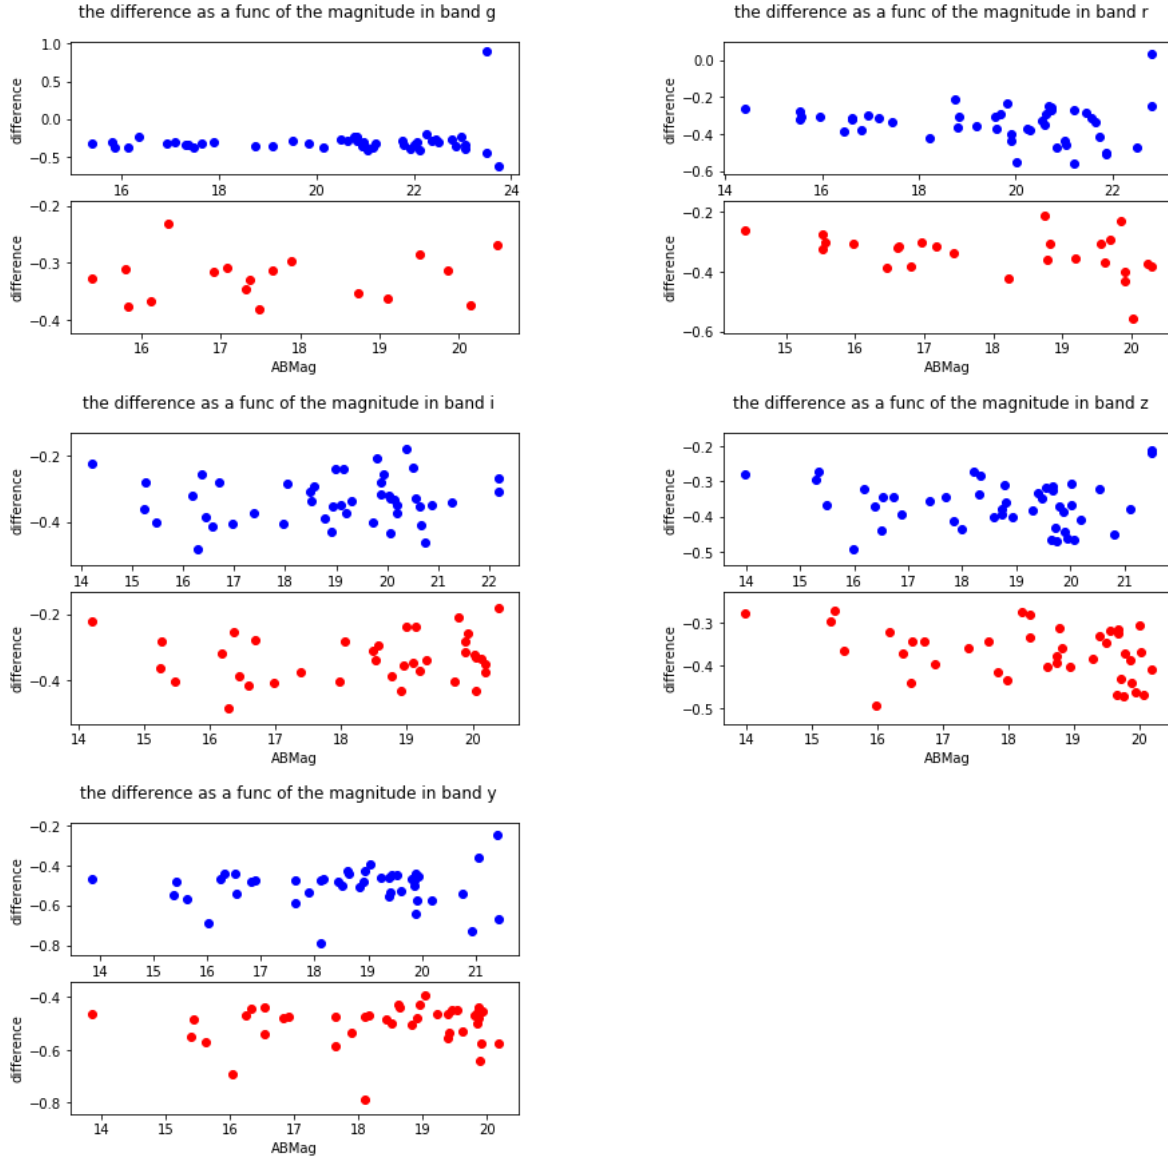 the difference as a func of the magnitude in band g
difference
1.0
0.5
0.0
−0.5
16 18 20 22 24
difference
−0.2
−0.3
−0.4
16 17 18 19 20
ABMag
the difference as a func of the magnitude in band r
difference
0.0
−0.2
−0.4
−0.6
14 16 18 20 22
difference
−0.2
−0.4
−0.6
15 16 17 18 19 20
ABMag
the difference as a func of the magnitude in band i
difference
−0.2
−0.4
14 15 16 17 18 19 20 21 22
difference
−0.2
−0.4
14 15 16 17 18 19 20
ABMag
the difference as a func of the magnitude in band z
difference
−0.2
−0.3
−0.4
−0.5
14 15 16 17 18 19 20 21
difference
−0.3
−0.4
−0.5
14 15 16 17 18 19 20
ABMag
the difference as a func of the magnitude in band y
difference
−0.2
−0.4
−0.6
−0.8
14 15 16 17 18 19 20 21
difference
−0.4
−0.6
−0.8
14 15 16 17 18 19 20
ABMag